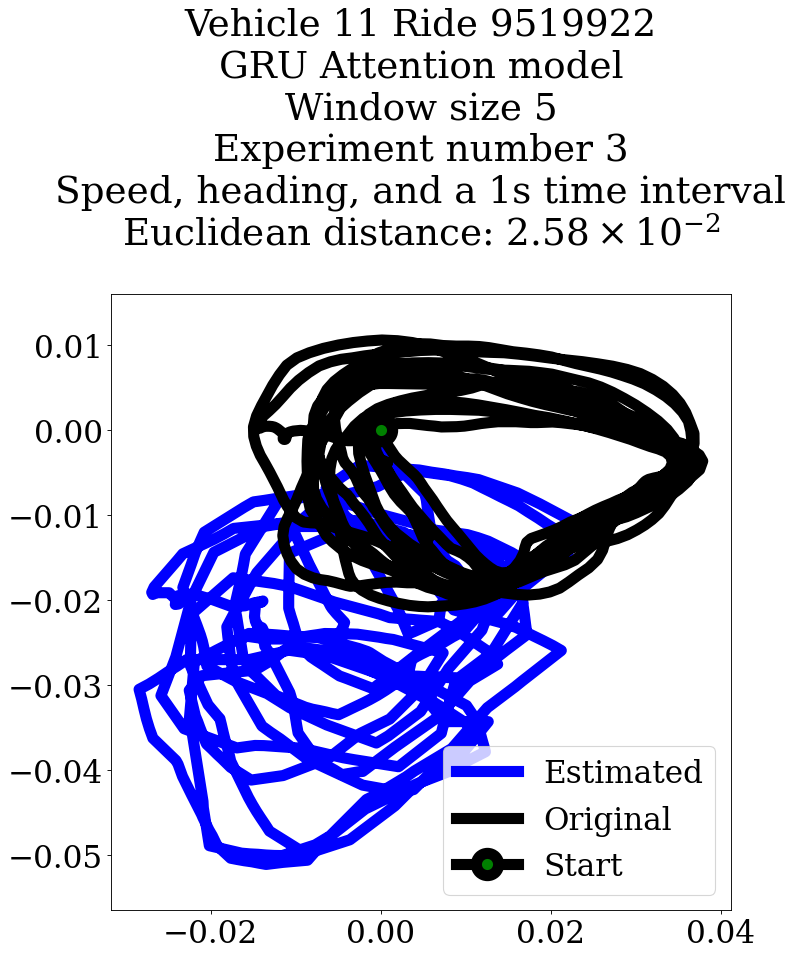 Vehicle 11 Ride 9519922
GRU Attention model
Window size 5
Experiment number 3
Speed, heading, and a 1s time interval
Euclidean distance: 2.58 × 10⁻²
0.01
0.00
−0.01
−0.02
−0.03
−0.04
−0.05
Estimated
Original
Start
−0.02 0.00 0.02 0.04